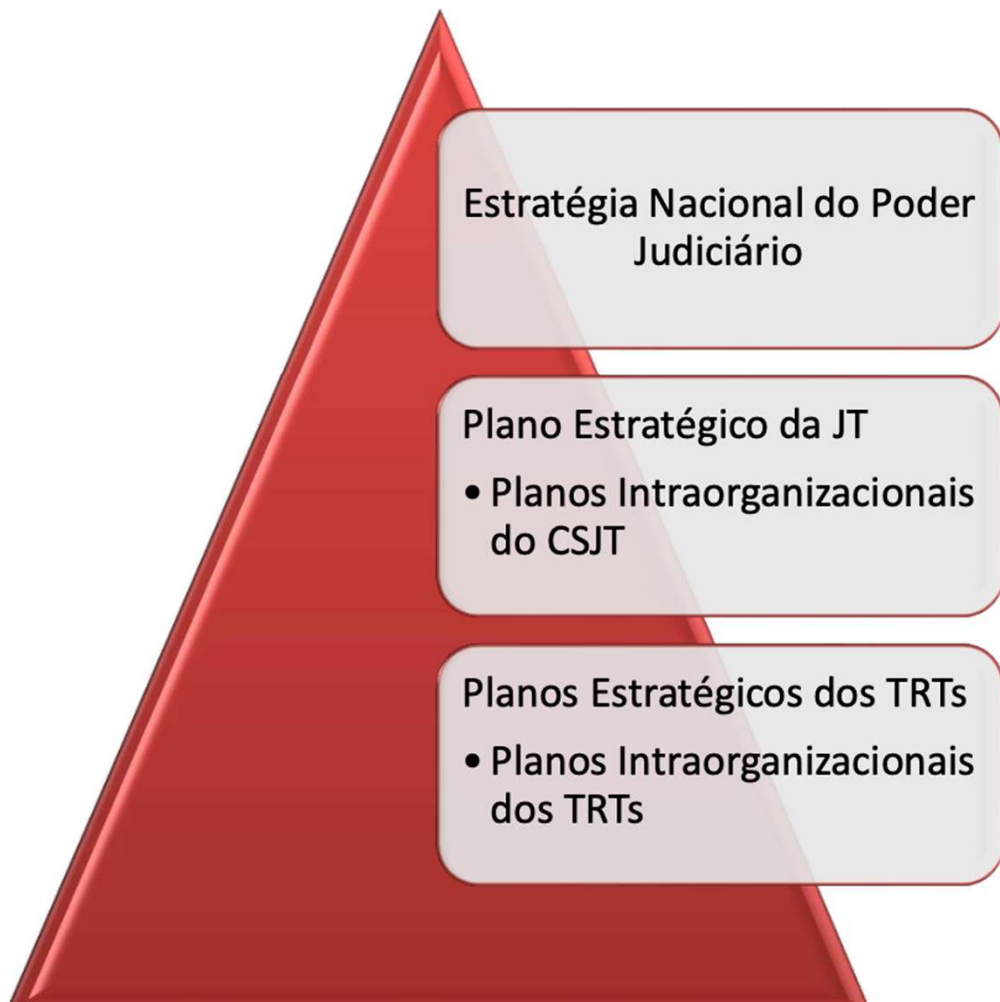 Estratégia Nacional do Poder
Judiciário
Plano Estratégico da JT
• Planos Intraorganizacionais
do CSJT
Planos Estratégicos dos TRTs
• Planos Intraorganizacionais
dos TRTs